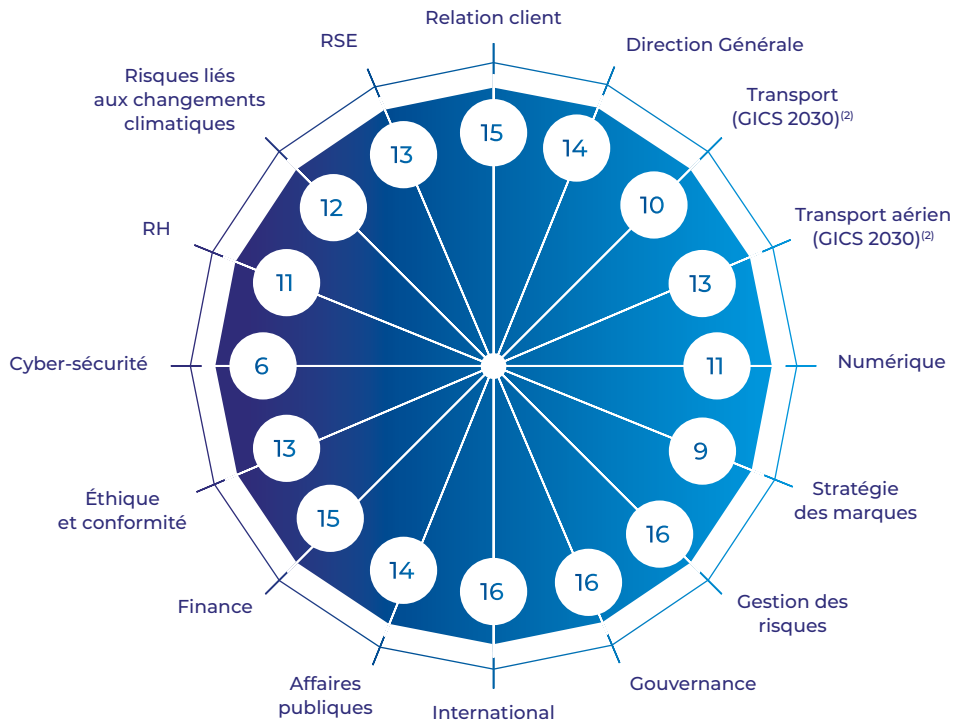 Relation client
15
Direction Générale
14
Transport
(GICS 2030)(2)
10
Transport aérien
(GICS 2030)(2)
13
Numérique
11
Stratégie
des marques
9
Gestion des
risques
16
Gouvernance
16
International
16
Affaires
publiques
14
Finance
15
Éthique
et conformité
13
Cyber-sécurité
6
RH
11
Risques liés
aux changements
climatiques
12
RSE
13